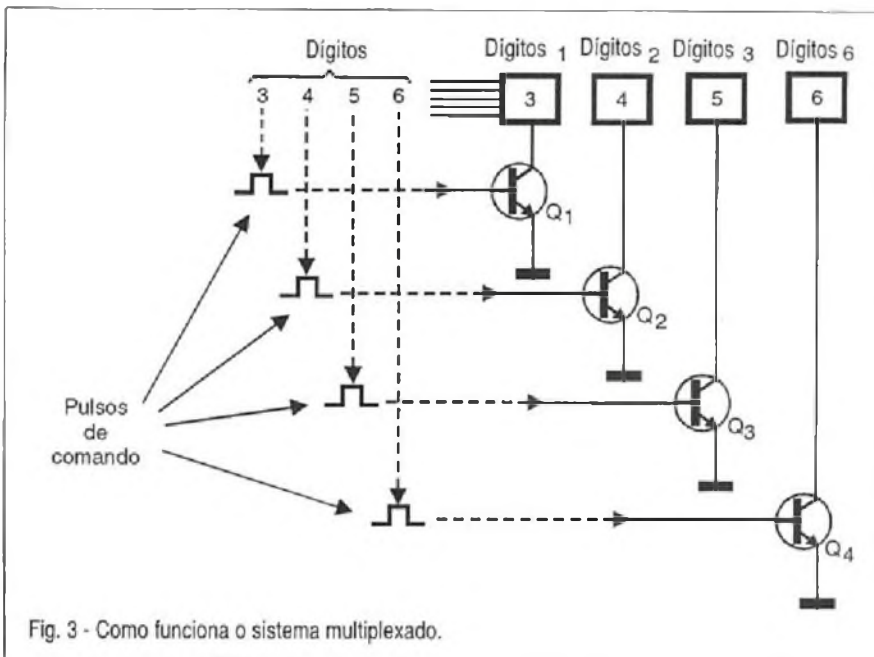 Dígitos
3 4 5 6
Dígitos 1 Dígitos 2 Dígitos 3 Dígitos 6
3 4 5 6
Q1
Q2
Q3
Q4
Pulsos
de
comando
Fig. 3 - Como funciona o sistema multiplexado.